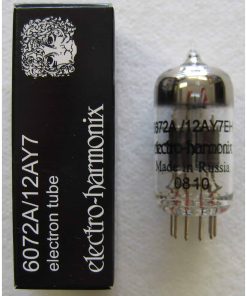 6072A/12AY7
electron tube
electro-harmonix
6072A/12AY7EH
electro-harmonix
Made in Russia
0810